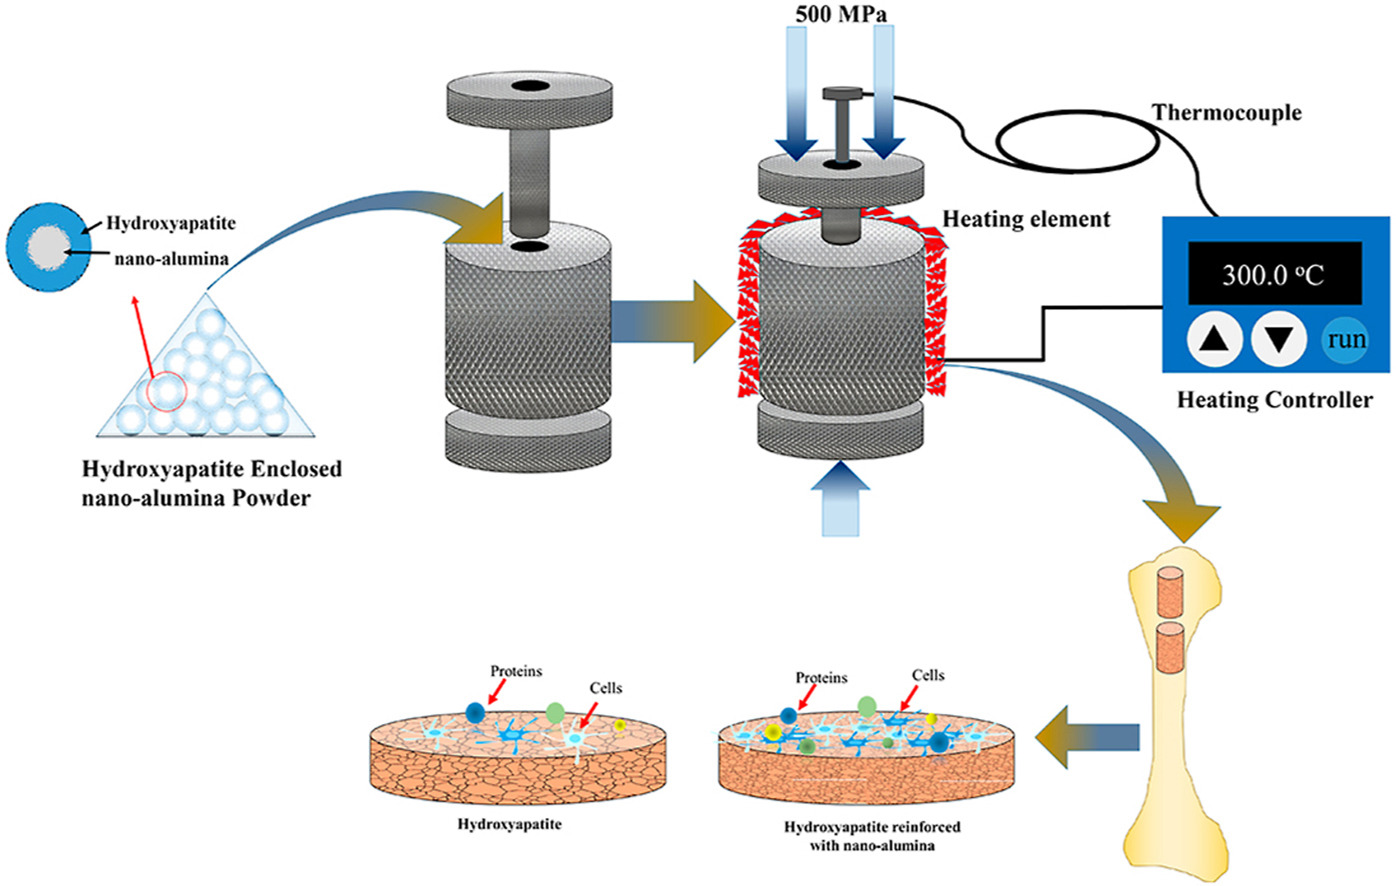 500 MPa
Thermocouple
Hydroxyapatite
nano-alumina
Heating element
300.0 °C
run
Heating Controller
Hydroxyapatite Enclosed
nano-alumina Powder
Proteins
Cells
Proteins
Cells
Hydroxyapatite
Hydroxyapatite reinforced
with nano-alumina